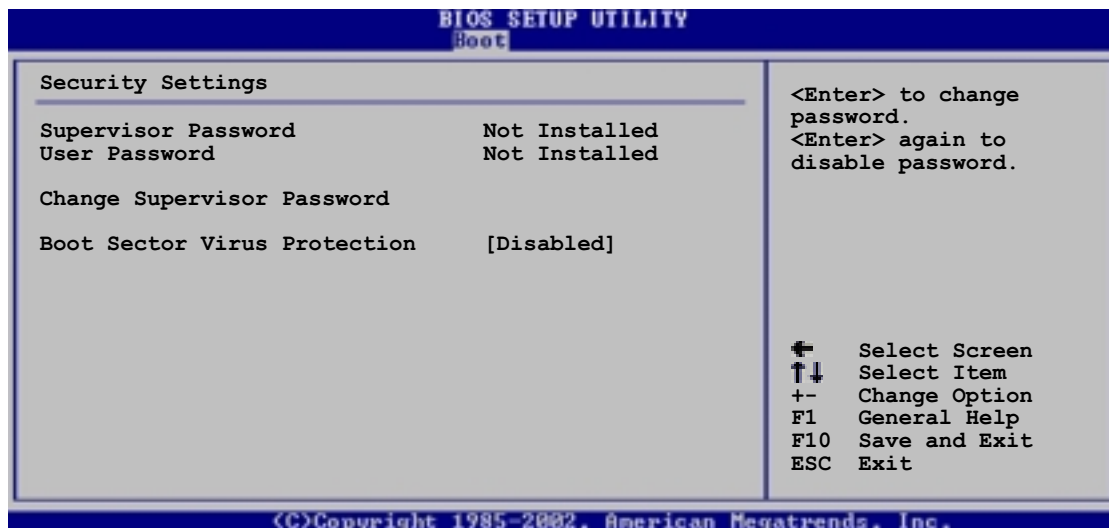 BIOS SETUP UTILITY
Boot
Security Settings
Supervisor Password Not Installed
User Password Not Installed
Change Supervisor Password
Boot Sector Virus Protection [Disabled]
<Enter> to change
password.
<Enter> again to
disable password.
← Select Screen
↑↓ Select Item
+- Change Option
F1 General Help
F10 Save and Exit
ESC Exit
(C)Copyright 1985-2002, American Megatrends, Inc.